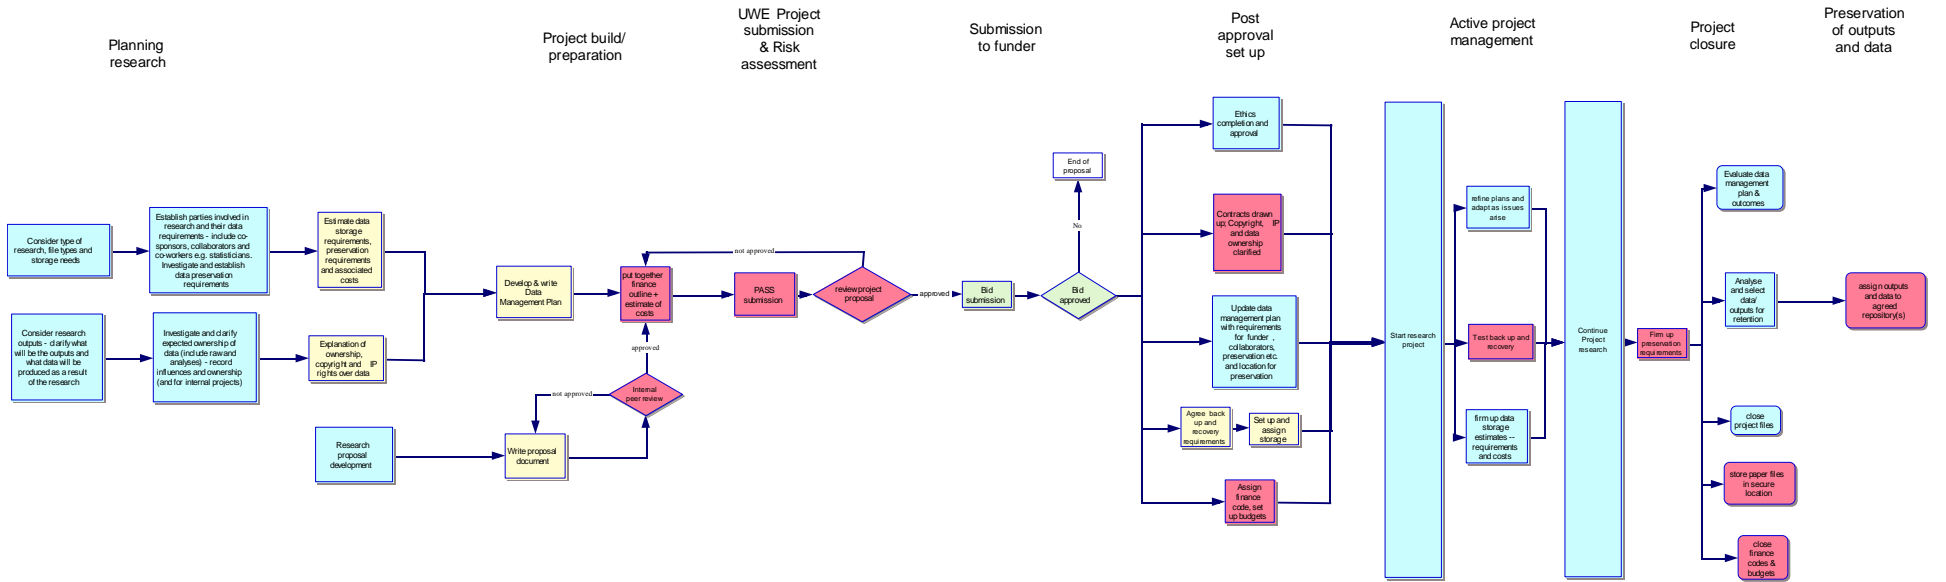 Planning
research
Project build/
preparation
UWE Project
submission
& Risk
assessment
Submission
to funder
Post
approval
set up
Active project
management
Project
closure
Preservation
of outputs
and data
Consider type of
research, file types and
storage needs
Establish parties involved in
research and their data
requirements - include co-
sponsors, collaborators and
co-workers e.g. statisticians.
Investigate and establish
data preservation
requirements
Estimate data
storage
requirements,
preservation
requirements
and associated
costs
Consider research
outputs - clarify what
will be the outputs and
what data will be
produced as a result
of the research
Investigate and clarify
expected ownership of
data (include raw and
analyses) - record
influences and ownership
(and for internal projects)
Explanation of
ownership,
copyright and IP
rights over data
Research
proposal
development
Develop & write
Data
Management Plan
Write proposal
document
not approved
Internal
peer review
approved
put together
finance
outline +
estimate of
costs
not approved
PASS
submission
review project
proposal
approved
Bid
submission
Bid
approved
No
End of
proposal
Ethics
completion and
approval
Contracts drawn
up; Copyright, IP
and data
ownership
clarified
Update data
management plan
with requirements
for funder ,
collaborators,
preservation etc.
and location for
preservation
Agree back
up and
recovery
requirements
Set up and
assign
storage
Assign
finance
code, set
up budgets
Start research
project
refine plans and
adapt as issues
arise
Test back up and
recovery
firm up data
storage
estimates --
requirements
and costs
Continue
Project
research
Firm up
preservation
requirements
Evaluate data
management
plan &
outcomes
Analyse
and select
data/
outputs for
retention
close
project files
store paper files
in secure
location
close
finance
codes &
budgets
assign outputs
and data to
agreed
repository(s)